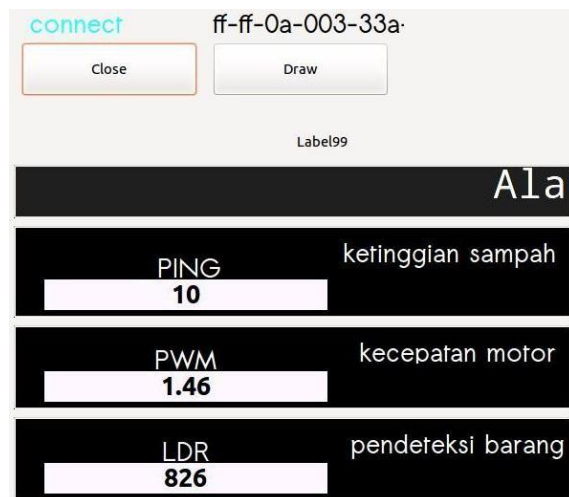 connect ff-ff-0a-003-33a-
Close Draw
Label99
Ala
PING ketinggian sampah
10
PWM kecepatan motor
1.46
LDR pendeteksi barang
826